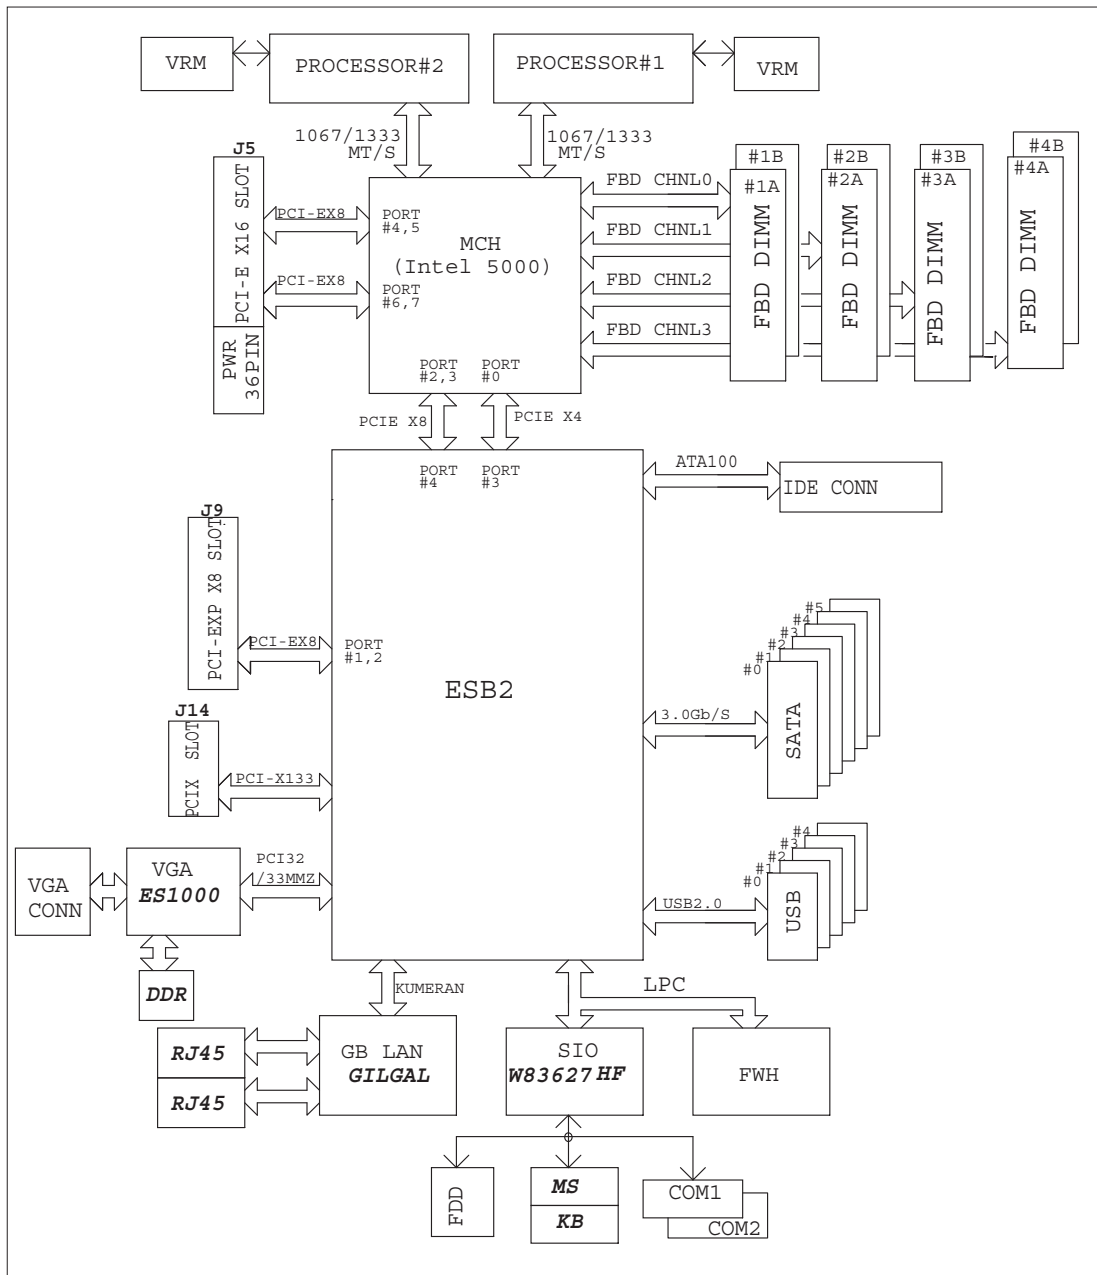 VRM
PROCESSOR#2
PROCESSOR#1
VRM
1067/1333
MT/S
1067/1333
MT/S
J5
PCI-E X16 SLOT
PWR
36PIN
PCI-EX8
PORT
#4,5
PCI-EX8
PORT
#6,7
MCH
(Intel 5000)
PORT
#2,3
PORT
#0
FBD CHNL0
FBD CHNL1
FBD CHNL2
FBD CHNL3
#1B
#1A
FBD DIMM
#2B
#2A
FBD DIMM
#3B
#3A
FBD DIMM
#4B
#4A
FBD DIMM
PCIE X8
PCIE X4
PORT
#4
PORT
#3
ATA100
IDE CONN
J9
PCI-EXP X8 SLOT
PCI-EX8
PORT
#1,2
ESB2
#5
#4
#3
#2
#1
#0
SATA
3.0Gb/S
J14
PCIX SLOT
PCI-X133
VGA
CONN
VGA
ES1000
PCI32
/33MMZ
#4
#3
#2
#1
#0
USB
USB2.0
DDR
KUMERAN
LPC
RJ45
RJ45
GB LAN
GILGAL
SIO
W83627HF
FWH
FDD
MS
KB
COM1
COM2